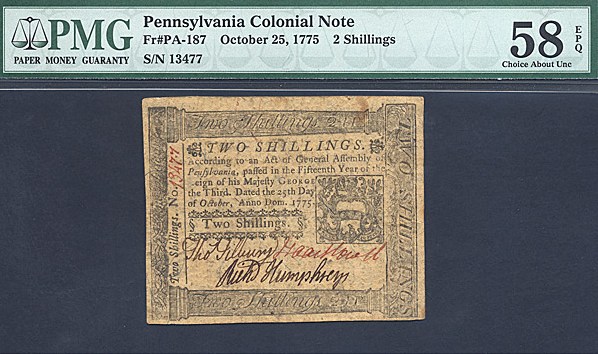 PMG
PAPER MONEY GUARANTY
Pennsylvania Colonial Note
Fr#PA-187 October 25, 1775 2 Shillings
S/N 13477
58
EPQ
Choice About Unc
Two Shillings
TWO SHILLINGS.
According to an Act of General Assembly of
Pennsylvania, passed in the Fifteenth Year of the
Reign of his Majesty GEORGE
the Third. Dated the 25th Day
of October, Anno Dom. 1775
§ Two Shillings. §
Two Shillings. No. 13477
TWO SHILLINGS
Richd Humphreys
Two Shillings